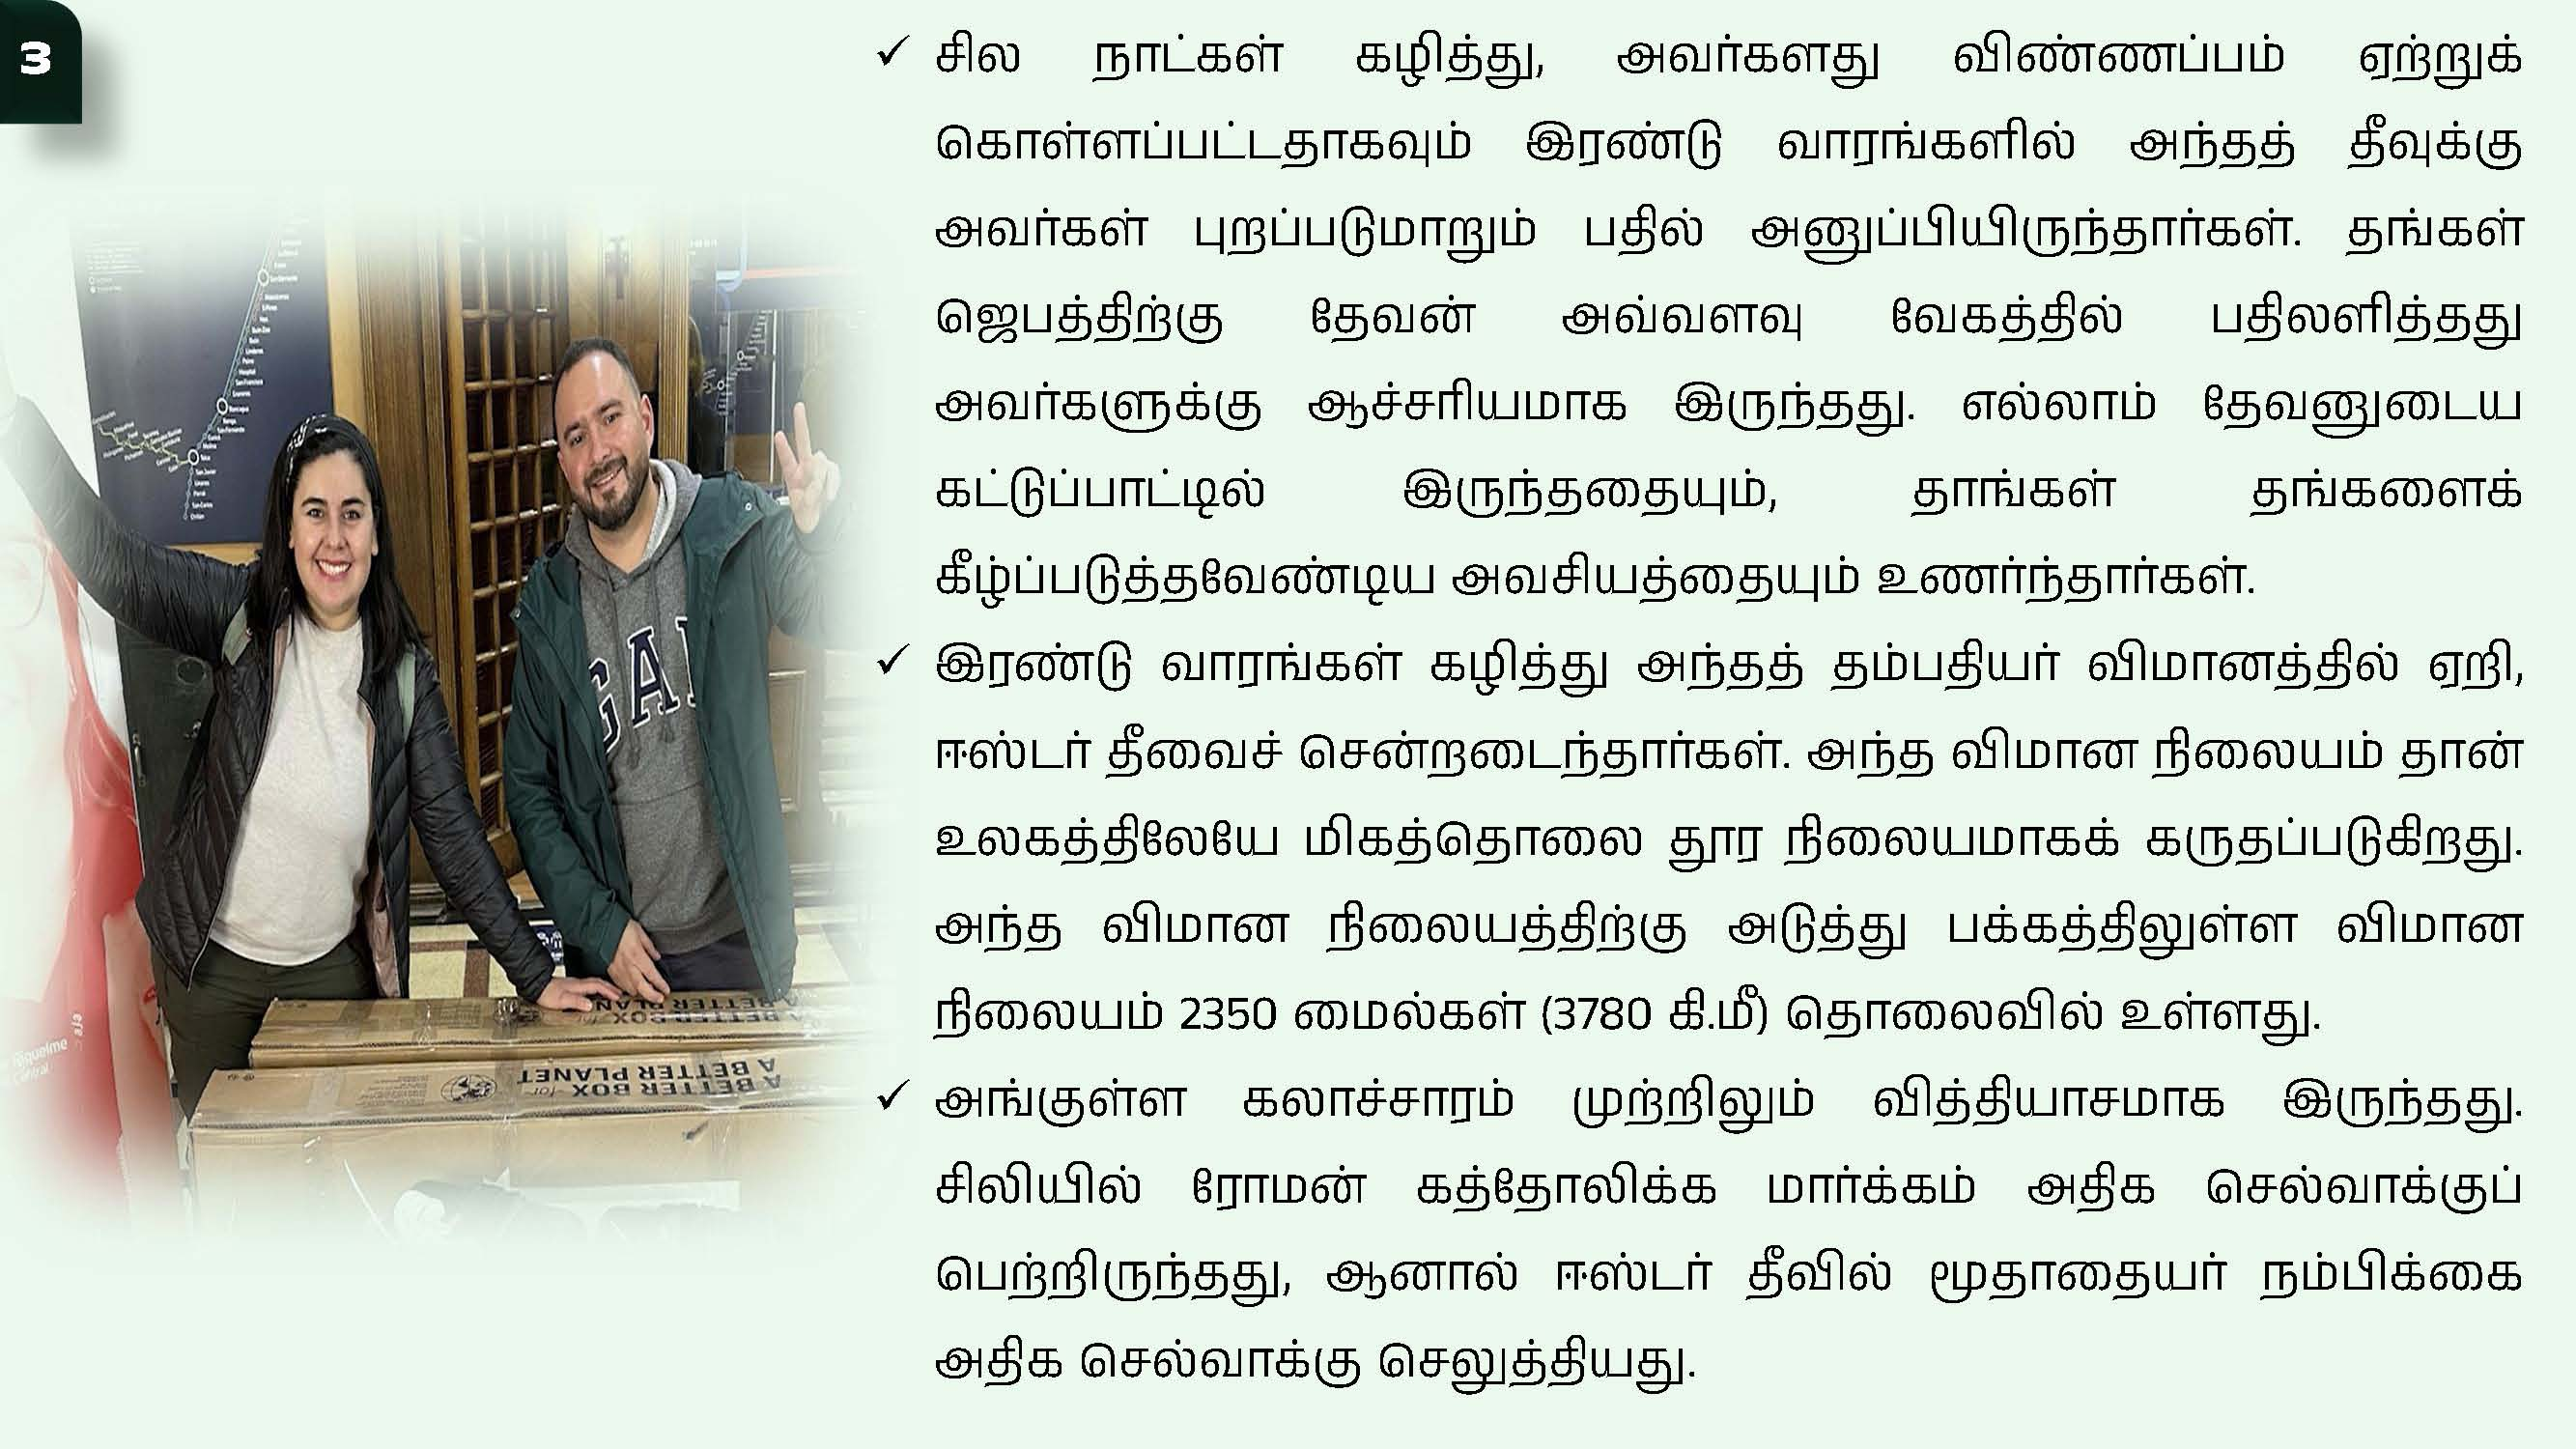 3
சில நாட்கள் கழித்து, அவர்களது விண்ணப்பம் ஏற்றுக்
கொள்ளப்பட்டதாகவும் இரண்டு வாரங்களில் அந்தத் தீவுக்கு
அவர்கள் புறப்படுமாறும் பதில் அனுப்பியிருந்தார்கள். தங்கள்
ஜெபத்திற்கு தேவன் அவ்வளவு வேகத்தில் பதிலளித்தது
அவர்களுக்கு ஆச்சரியமாக இருந்தது. எல்லாம் தேவனுடைய
கட்டுப்பாட்டில் இருந்ததையும், தாங்கள் தங்களைக்
கீழ்ப்படுத்தவேண்டிய அவசியத்தையும் உணர்ந்தார்கள்.
இரண்டு வாரங்கள் கழித்து அந்தத் தம்பதியர் விமானத்தில் ஏறி,
ஈஸ்டர் தீவைச் சென்றடைந்தார்கள். அந்த விமான நிலையம் தான்
உலகத்திலேயே மிகத்தொலை தூர நிலையமாகக் கருதப்படுகிறது.
அந்த விமான நிலையத்திற்கு அடுத்து பக்கத்திலுள்ள விமான
நிலையம் 2350 மைல்கள் (3780 கி.மீ) தொலைவில் உள்ளது.
அங்குள்ள கலாச்சாரம் முற்றிலும் வித்தியாசமாக இருந்தது.
சிலியில் ரோமன் கத்தோலிக்க மார்க்கம் அதிக செல்வாக்குப்
பெற்றிருந்தது, ஆனால் ஈஸ்டர் தீவில் மூதாதையர் நம்பிக்கை
அதிக செல்வாக்கு செலுத்தியது.
GAP
A BETTER BOX for
A BETTER PLANET